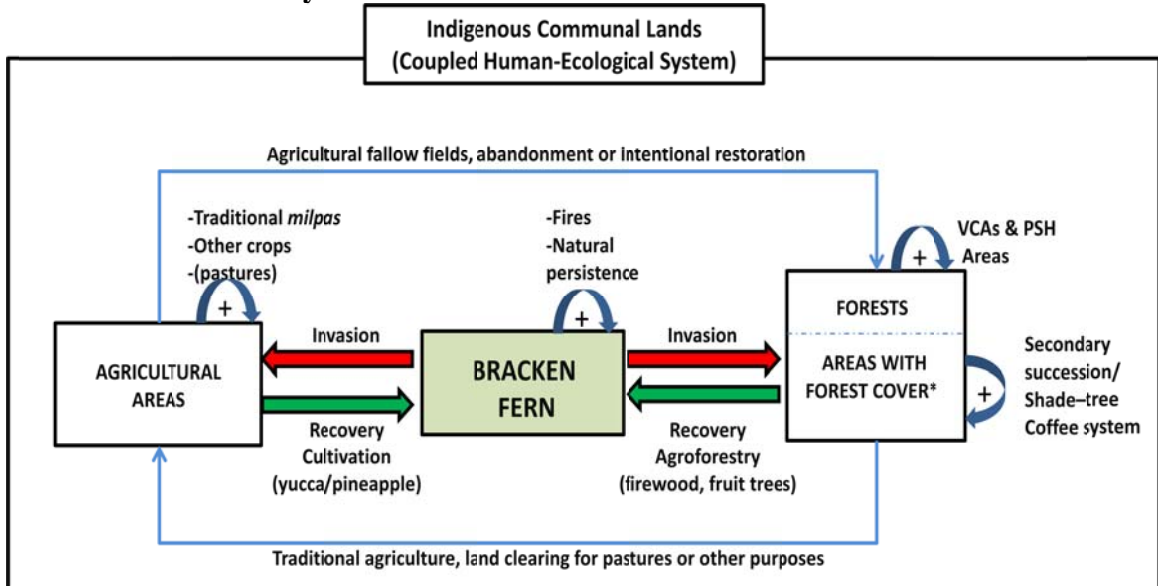 Indigenous Communal Lands
(Coupled Human-Ecological System)
Agricultural fallow fields, abandonment or intentional restoration
-Traditional milpas
-Other crops
-(pastures)
+
-Fires
-Natural
persistence
+
VCAs & PSH
Areas
+
AGRICULTURAL
AREAS
Invasion
BRACKEN
FERN
Invasion
FORESTS
AREAS WITH
FOREST COVER*
Secondary
succession/
Shade–tree
Coffee system
+
Recovery
Cultivation
(yucca/pineapple)
Recovery
Agroforestry
(firewood, fruit trees)
Traditional agriculture, land clearing for pastures or other purposes